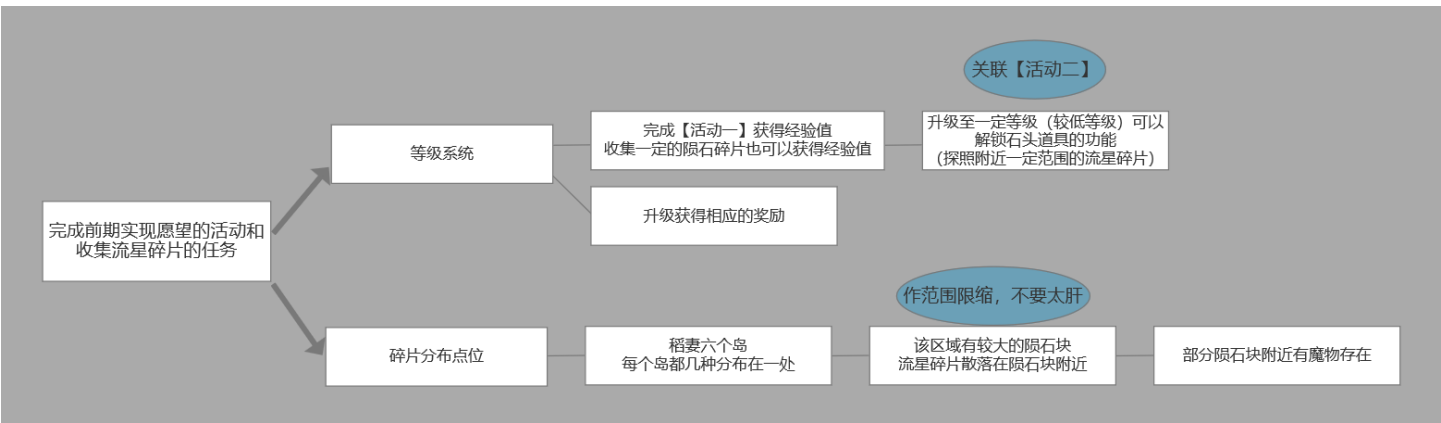 关联【活动二】
完成【活动一】获得经验值
收集一定的陨石碎片也可以获得经验值
升级至一定等级（较低等级）可以
解锁石头道具的功能
（探照附近一定范围的流星碎片）
等级系统
升级获得相应的奖励
完成前期实现愿望的活动和
收集流星碎片的任务
作范围限缩，不要太肝
碎片分布点位
稻妻六个岛
每个岛都几种分布在一处
该区域有较大的陨石块
流星碎片散落在陨石块附近
部分陨石块附近有魔物存在